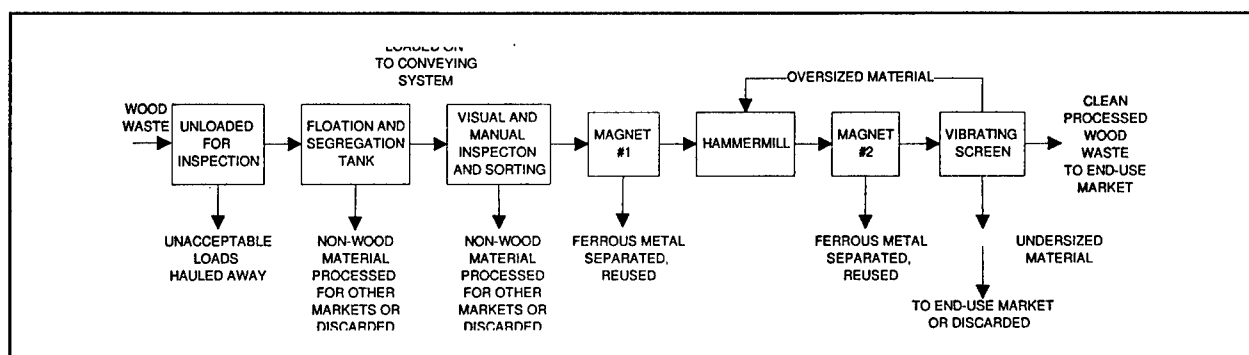 LOADED ON
TO CONVEYING
SYSTEM
OVERSIZED MATERIAL
WOOD
WASTE
UNLOADED
FOR
INSPECTION
FLOATION AND
SEGREGATION
TANK
VISUAL AND
MANUAL
INSPECTON
AND SORTING
MAGNET
#1
HAMMERMILL
MAGNET
#2
VIBRATING
SCREEN
CLEAN
PROCESSED
WOOD
WASTE
TO END-USE
MARKET
UNACCEPTABLE
LOADS
HAULED AWAY
NON-WOOD
MATERIAL
PROCESSED
FOR OTHER
MARKETS OR
DISCARDED
NON-WOOD
MATERIAL
PROCESSED
FOR OTHER
MARKETS OR
DISCARDED
FERROUS METAL
SEPARATED,
REUSED
FERROUS METAL
SEPARATED,
REUSED
UNDERSIZED
MATERIAL
TO END-USE MARKET
OR DISCARDED